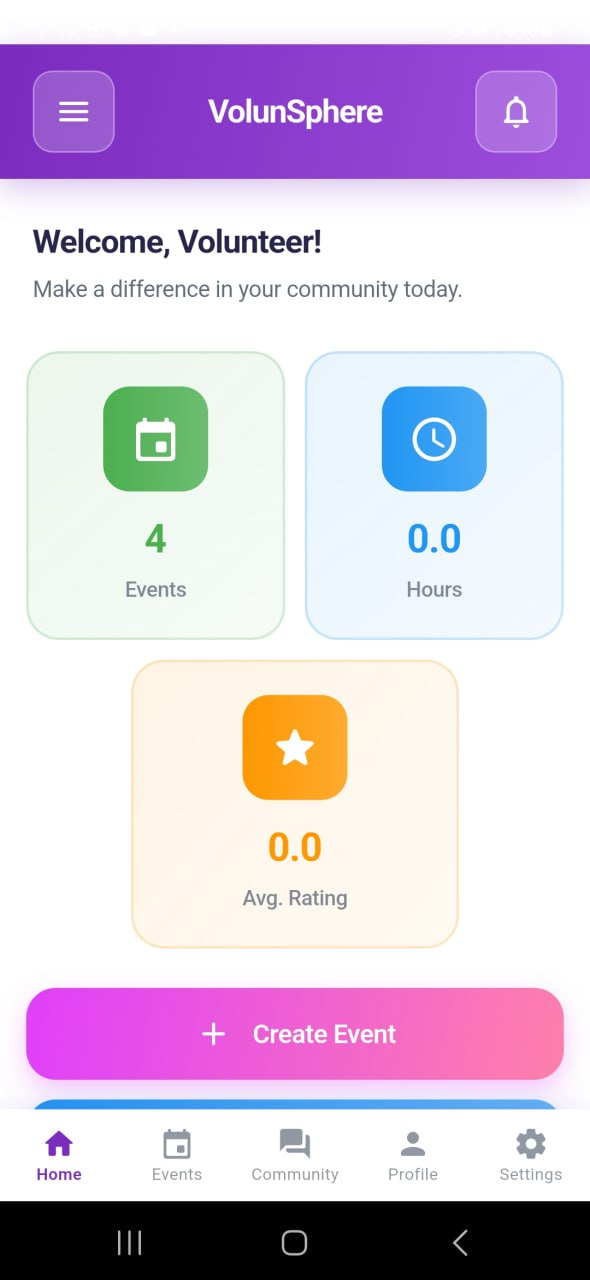 VolunSphere
Welcome, Volunteer!
Make a difference in your community today.
4
Events
0.0
Hours
0.0
Avg. Rating
Create Event
Home
Events
Community
Profile
Settings